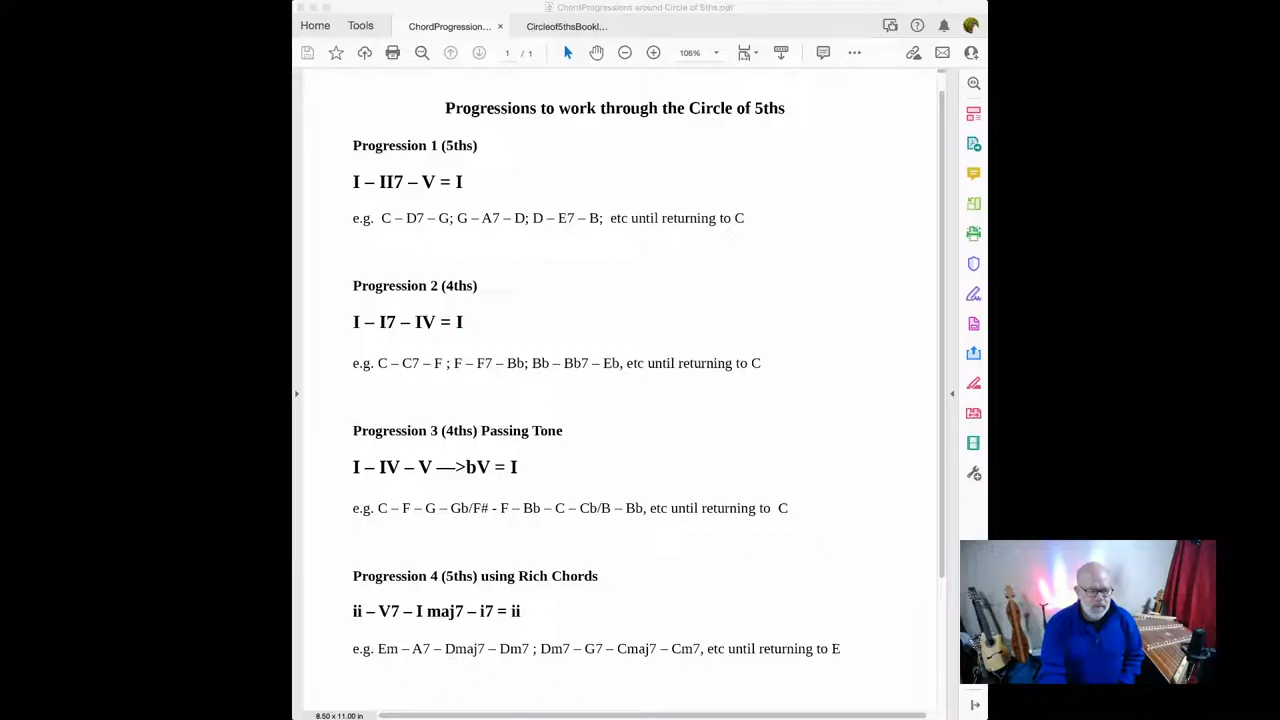 ChordProgressions around Circle of 5ths.pdf
Home Tools ChordProgression... × Circleof5thsBookl...
1 / 1 106%
Progressions to work through the Circle of 5ths
Progression 1 (5ths)
I – II7 – V = I
e.g. C – D7 – G; G – A7 – D; D – E7 – B; etc until returning to C
Progression 2 (4ths)
I – I7 – IV = I
e.g. C – C7 – F ; F – F7 – Bb; Bb – Bb7 – Eb, etc until returning to C
Progression 3 (4ths) Passing Tone
I – IV – V —>bV = I
e.g. C – F – G – Gb/F# - F – Bb – C – Cb/B – Bb, etc until returning to C
Progression 4 (5ths) using Rich Chords
ii – V7 – I maj7 – i7 = ii
e.g. Em – A7 – Dmaj7 – Dm7 ; Dm7 – G7 – Cmaj7 – Cm7, etc until returning to E
8.50 x 11.00 in